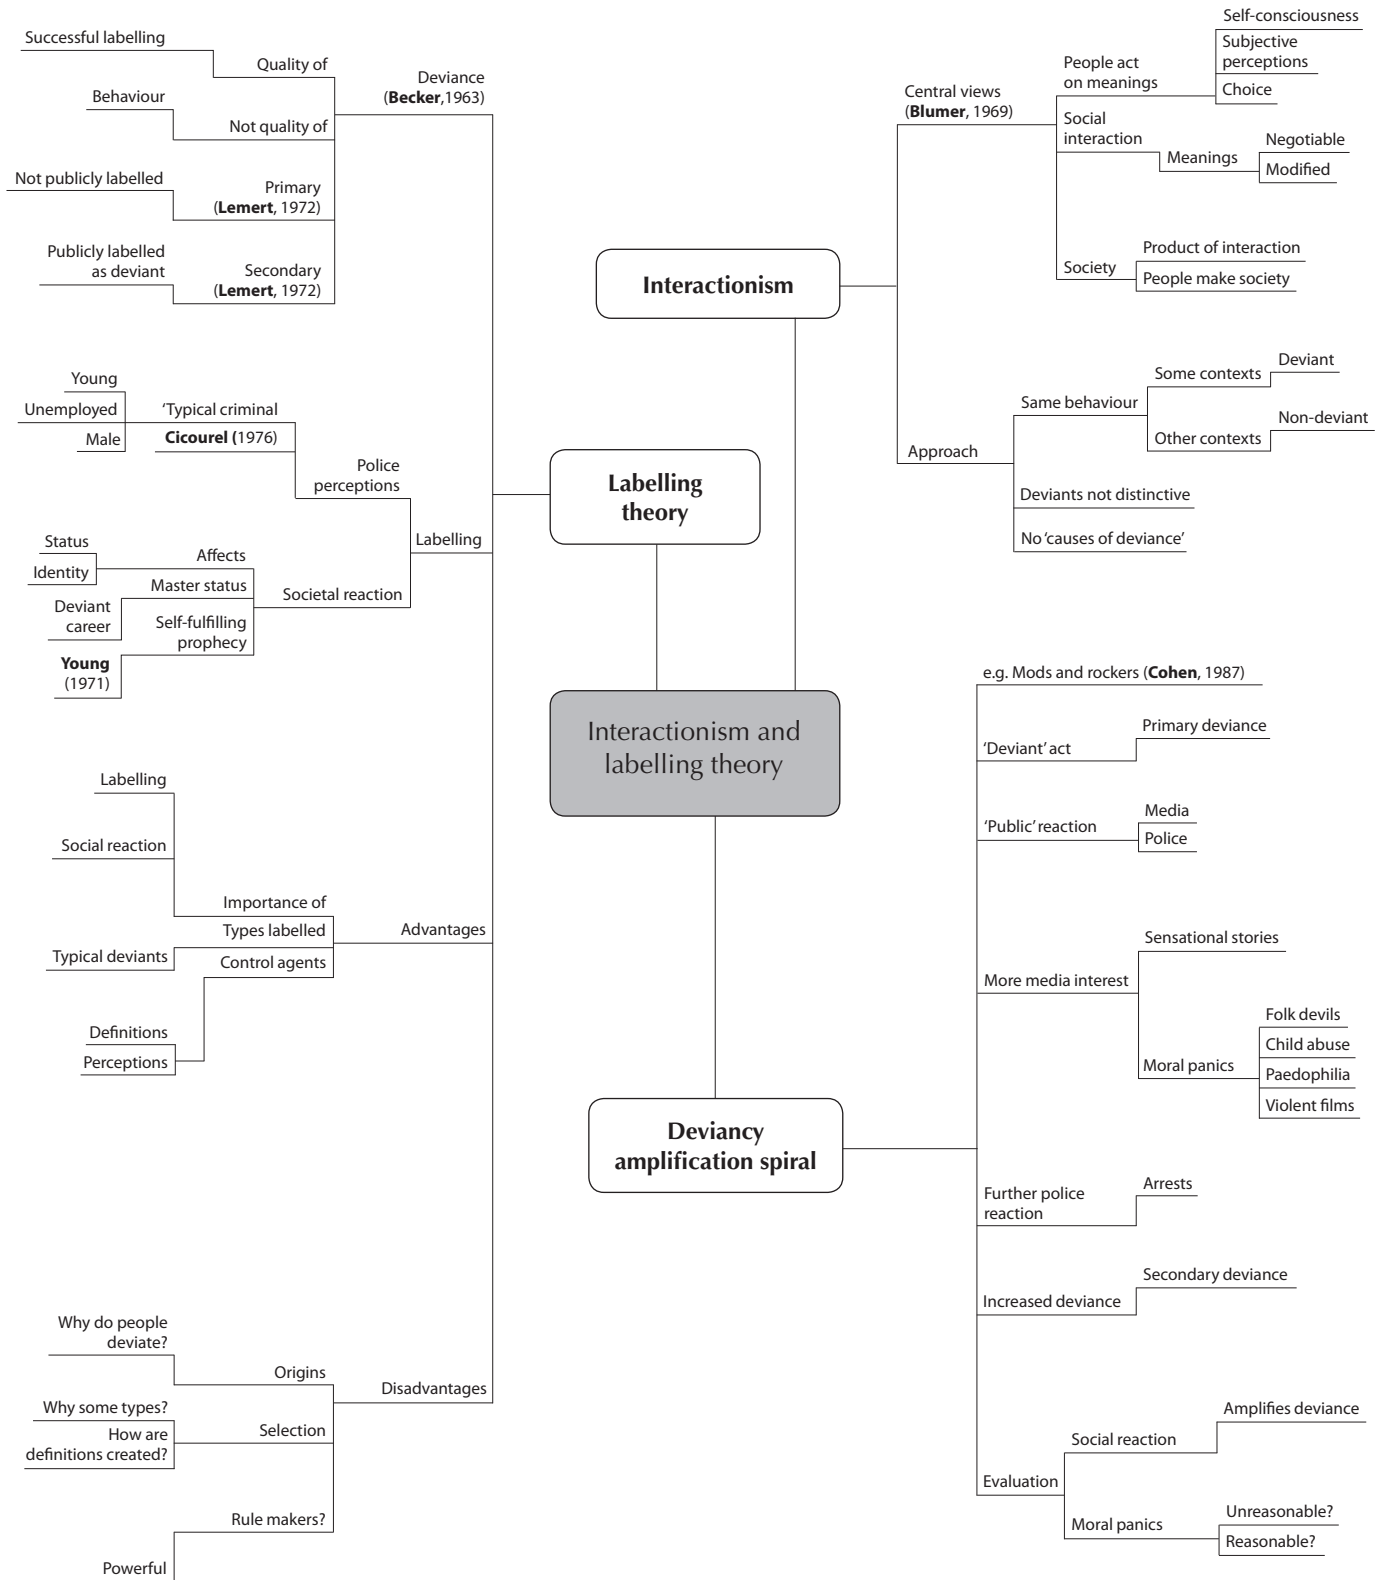 Interactionism and
labelling theory
Interactionism
Central views
(Blumer, 1969)
People act
on meanings
Self-consciousness
Subjective
perceptions
Choice
Social
interaction
Meanings
Negotiable
Modified
Society
Product of interaction
People make society
Approach
Same behaviour
Some contexts
Deviant
Other contexts
Non-deviant
Deviants not distinctive
No ‘causes of deviance’
Labelling
theory
Deviance
(Becker,1963)
Quality of
Successful labelling
Not quality of
Behaviour
Primary
(Lemert, 1972)
Not publicly labelled
Secondary
(Lemert, 1972)
Publicly labelled
as deviant
Labelling
Police
perceptions
‘Typical criminal
Cicourel (1976)
Young
Unemployed
Male
Societal reaction
Affects
Status
Identity
Master status
Deviant
career
Self-fulfilling
prophecy
Young
(1971)
Advantages
Importance of
Labelling
Social reaction
Types labelled
Typical deviants
Control agents
Definitions
Perceptions
Disadvantages
Origins
Why do people
deviate?
Selection
Why some types?
How are
definitions created?
Rule makers?
Powerful
Deviancy
amplification spiral
e.g. Mods and rockers (Cohen, 1987)
‘Deviant’ act
Primary deviance
‘Public’ reaction
Media
Police
More media interest
Sensational stories
Moral panics
Folk devils
Child abuse
Paedophilia
Violent films
Further police
reaction
Arrests
Increased deviance
Secondary deviance
Evaluation
Social reaction
Amplifies deviance
Moral panics
Unreasonable?
Reasonable?